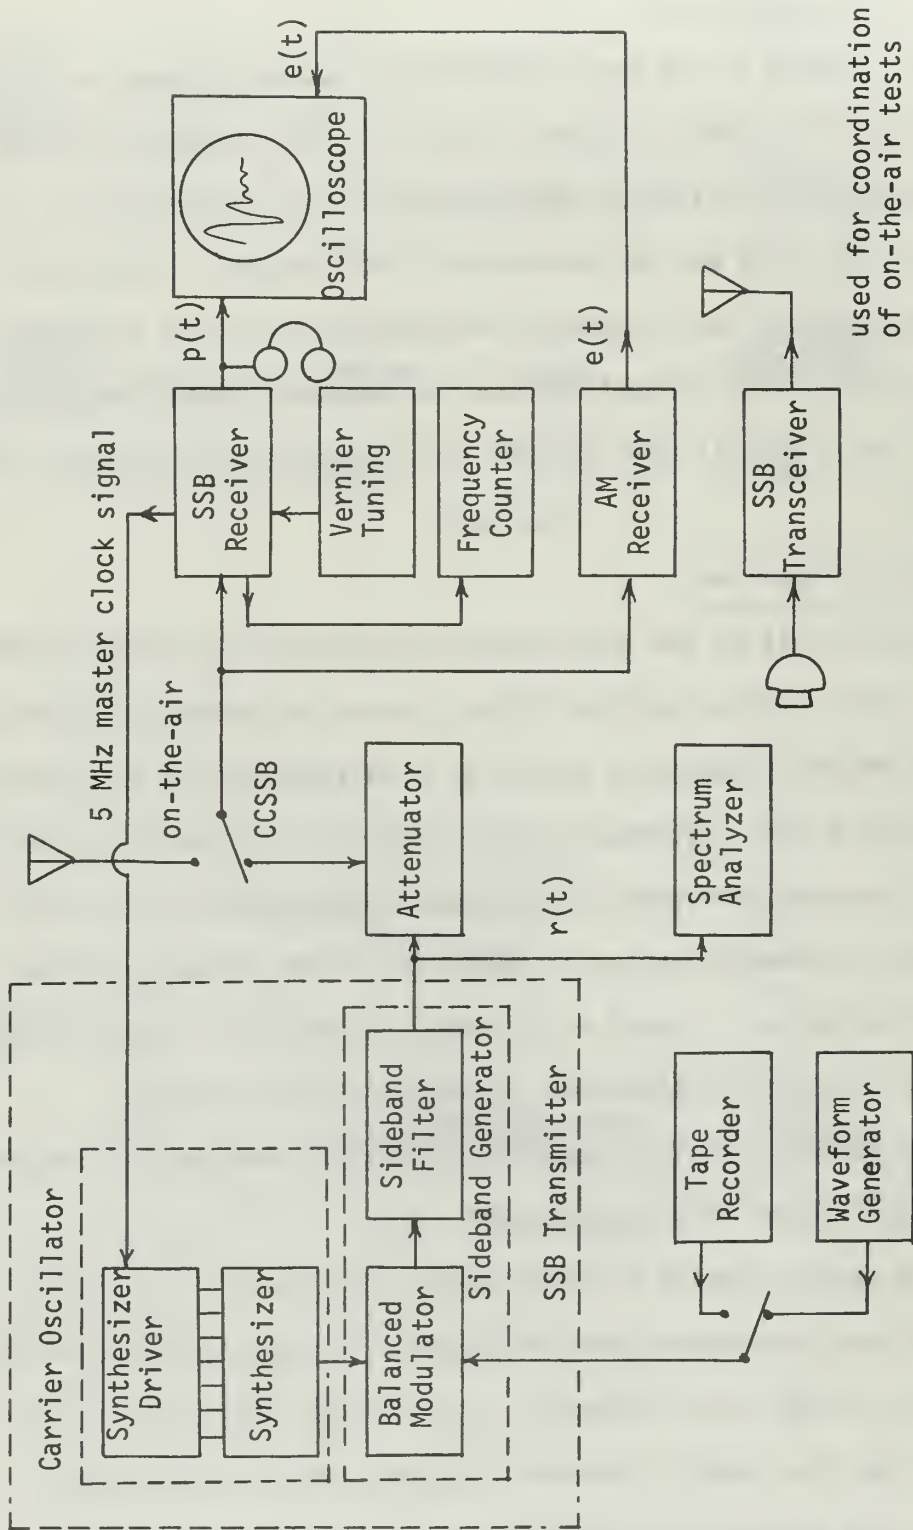 Carrier Oscillator
Synthesizer
Driver
Synthesizer
Balanced
Modulator
Sideband
Filter
Sideband Generator
SSB Transmitter
Tape
Recorder
Waveform
Generator
5 MHz master clock signal
on-the-air
CCSSB
Attenuator
r(t)
Spectrum
Analyzer
SSB
Receiver
Vernier
Tuning
Frequency
Counter
AM
Receiver
SSB
Transceiver
p(t)
Oscilloscope
e(t)
e(t)
used for coordination
of on-the-air tests